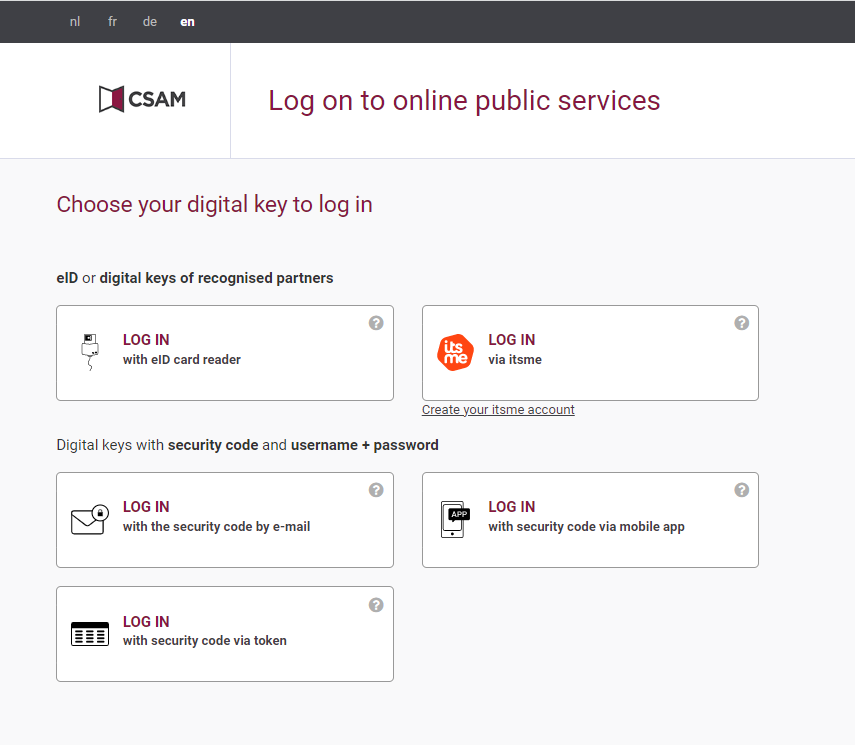 nl fr de en
CSAM
Log on to online public services
Choose your digital key to log in
eID or digital keys of recognised partners
?
LOG IN
with eID card reader
?
its
me
LOG IN
via itsme
Create your itsme account
Digital keys with security code and username + password
?
LOG IN
with the security code by e-mail
?
APP
LOG IN
with security code via mobile app
?
LOG IN
with security code via token